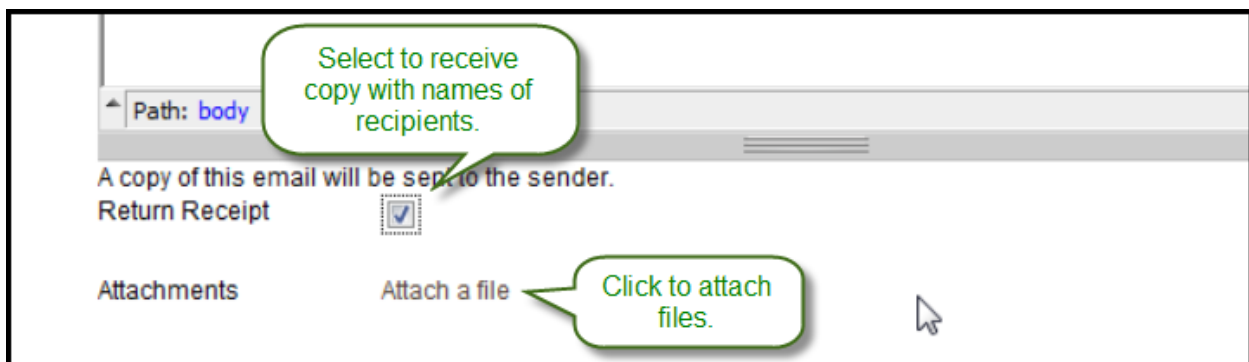 Select to receive
copy with names of
recipients.
Path: body
A copy of this email will be sent to the sender.
Return Receipt
Attachments
Attach a file
Click to attach
files.